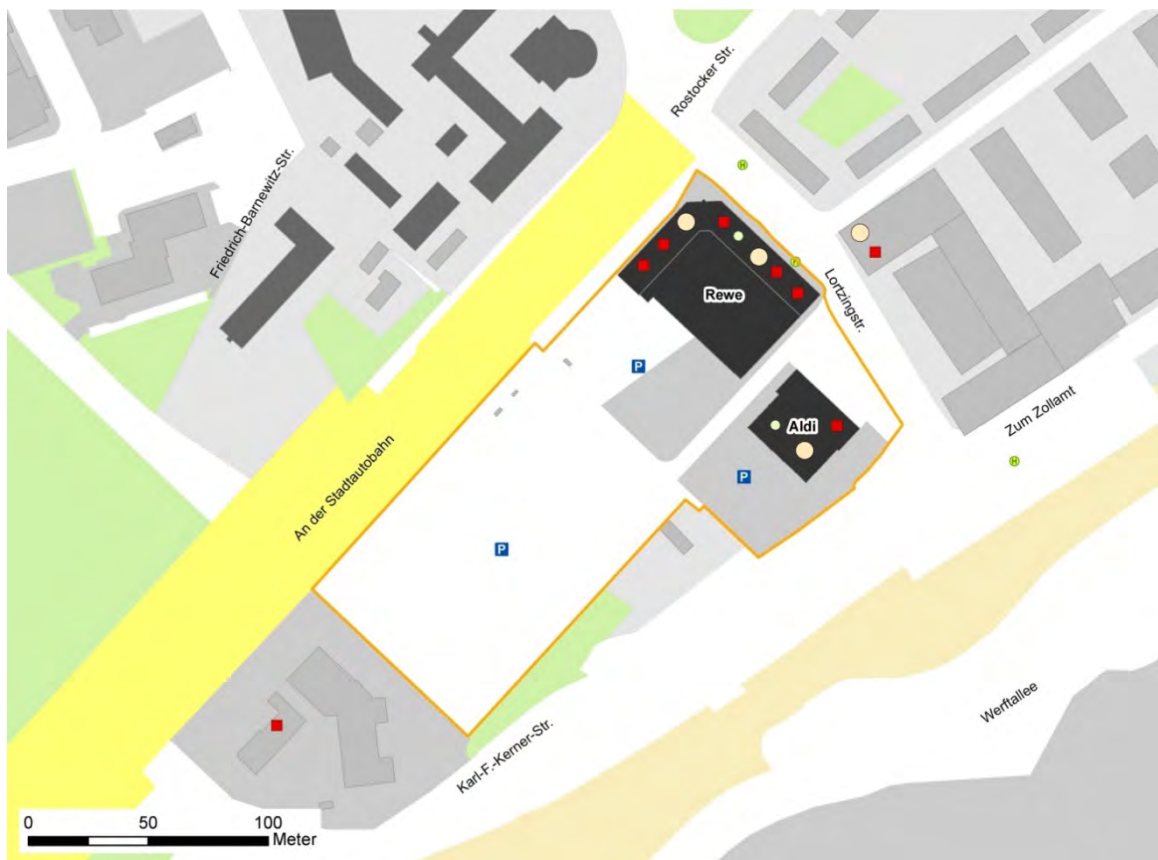 Rostocker Str.
Friedrich-Barnewitz-Str.
H
Lortzingstr.
H
Rewe
P
Aldi
Zum Zollamt
An der Stadtautobahn
P
H
P
Werftallee
Karl-F.-Kerner-Str.
0 50 100
Meter